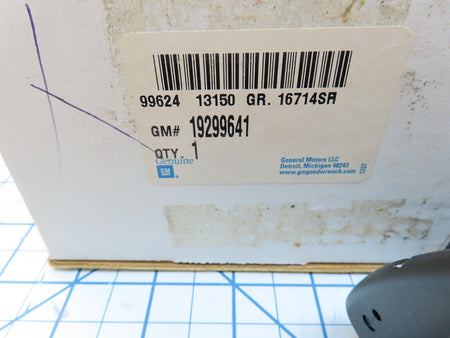 99624 13150 GR. 16714SR
GM# 19299641
QTY. 1
Genuine
GM
General Motors LLC
Detroit, Michigan 48243
www.gmgoodwrench.com